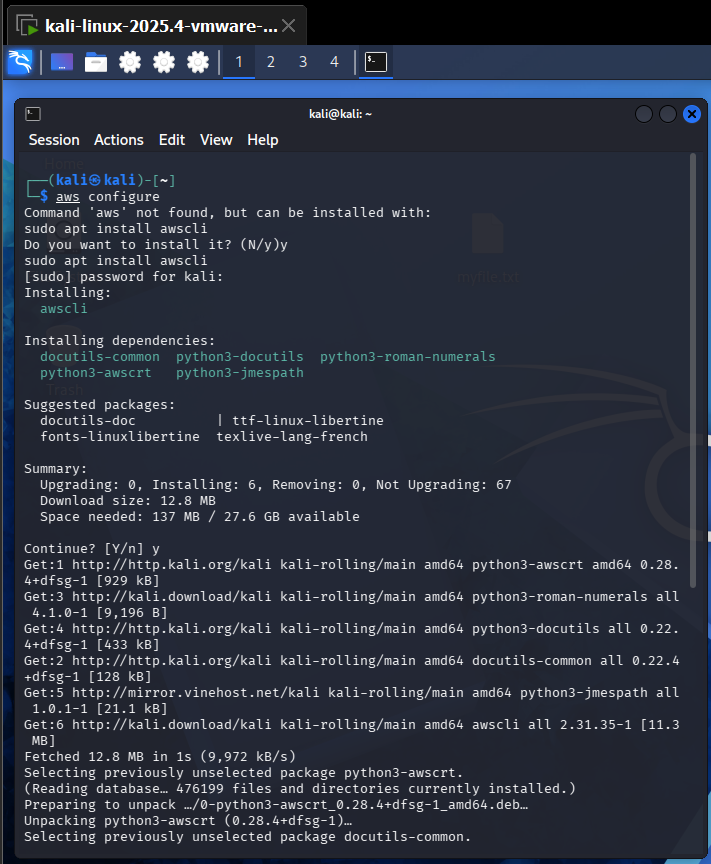 kali-linux-2025.4-vmware-...
1 2 3 4
kali@kali: ~
Session Actions Edit View Help
Home
┌──(kali㉿kali)-[~]
└─$ aws configure
Command 'aws' not found, but can be installed with:
sudo apt install awscli
Do you want to install it? (N/y)y
sudo apt install awscli
[sudo] password for kali:
myfile.txt
Installing:
  awscli
Installing dependencies:
  docutils-common  python3-docutils  python3-roman-numerals
  python3-awscrt   python3-jmespath
Trash
Suggested packages:
  docutils-doc          | ttf-linux-libertine
  fonts-linuxlibertine  texlive-lang-french
Summary:
  Upgrading: 0, Installing: 6, Removing: 0, Not Upgrading: 67
  Download size: 12.8 MB
  Space needed: 137 MB / 27.6 GB available
Continue? [Y/n] y
Get:1 http://http.kali.org/kali kali-rolling/main amd64 python3-awscrt amd64 0.28.
4+dfsg-1 [929 kB]
Get:3 http://kali.download/kali kali-rolling/main amd64 python3-roman-numerals all
 4.1.0-1 [9,196 B]
Get:4 http://http.kali.org/kali kali-rolling/main amd64 python3-docutils all 0.22.
4+dfsg-1 [433 kB]
Get:2 http://http.kali.org/kali kali-rolling/main amd64 docutils-common all 0.22.4
+dfsg-1 [128 kB]
Get:5 http://mirror.vinehost.net/kali kali-rolling/main amd64 python3-jmespath all
 1.0.1-1 [21.1 kB]
Get:6 http://kali.download/kali kali-rolling/main amd64 awscli all 2.31.35-1 [11.3
 MB]
Fetched 12.8 MB in 1s (9,972 kB/s)
Selecting previously unselected package python3-awscrt.
(Reading database… 476199 files and directories currently installed.)
Preparing to unpack …/0-python3-awscrt_0.28.4+dfsg-1_amd64.deb…
Unpacking python3-awscrt (0.28.4+dfsg-1)…
Selecting previously unselected package docutils-common.